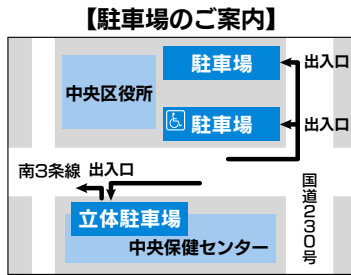 【駐車場のご案内】
駐車場
出入口
中央区役所
駐車場
出入口
南3条線
出入口
国道230号
立体駐車場
中央保健センター